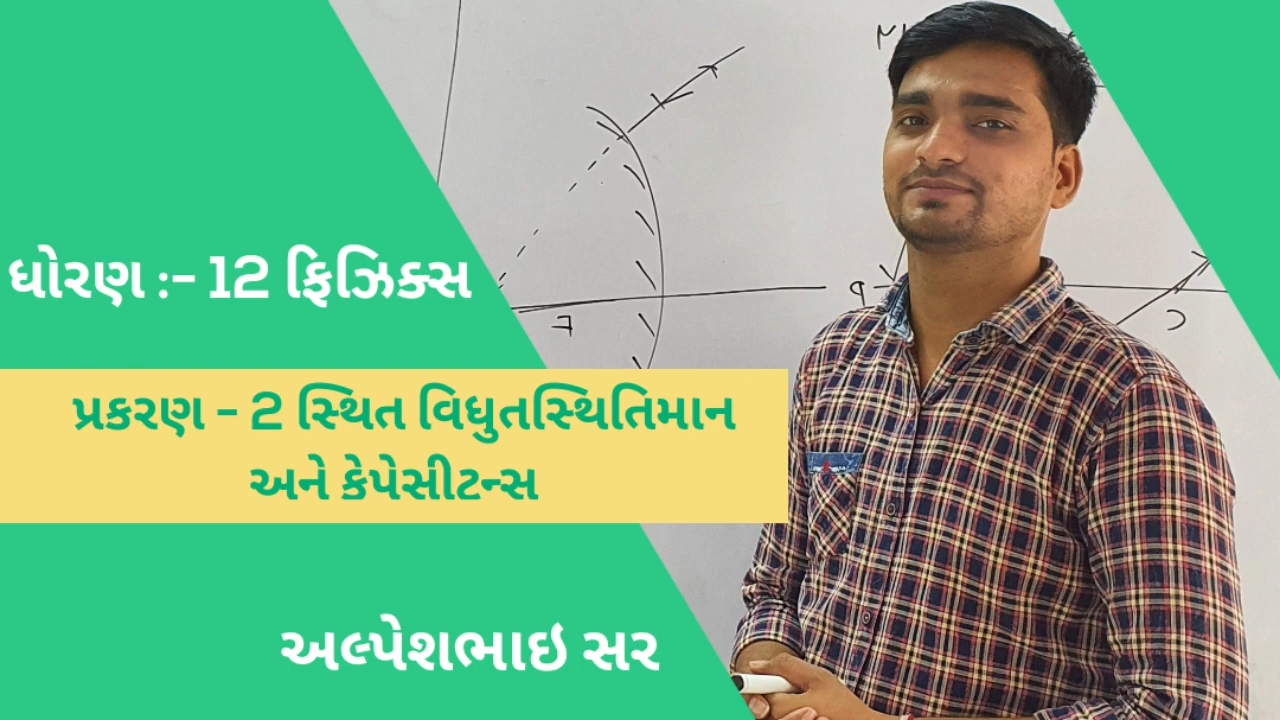 ધોરણ :- 12 ફિઝિક્સ
પ્રકરણ - 2 સ્થિત વિધુતસ્થિતિમાન
અને કેપેસીટન્સ
અલ્પેશભાઇ સર